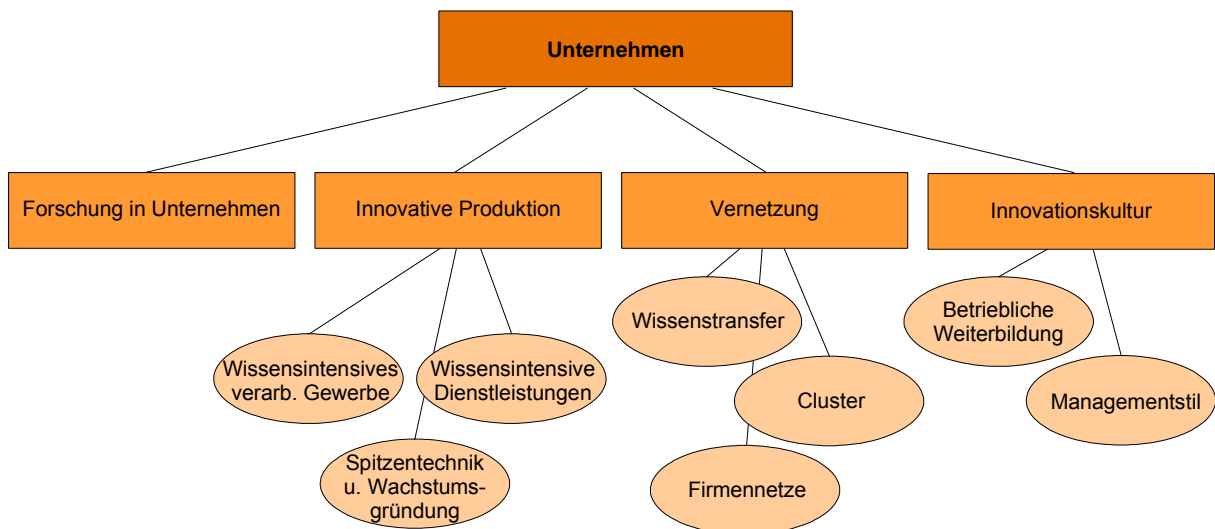 Unternehmen
Forschung in Unternehmen
Innovative Produktion
Vernetzung
Innovationskultur
Wissensintensives
verarb. Gewerbe
Wissensintensive
Dienstleistungen
Spitzentechnik
u. Wachstums-
gründung
Wissenstransfer
Cluster
Firmennetze
Betriebliche
Weiterbildung
Managementstil